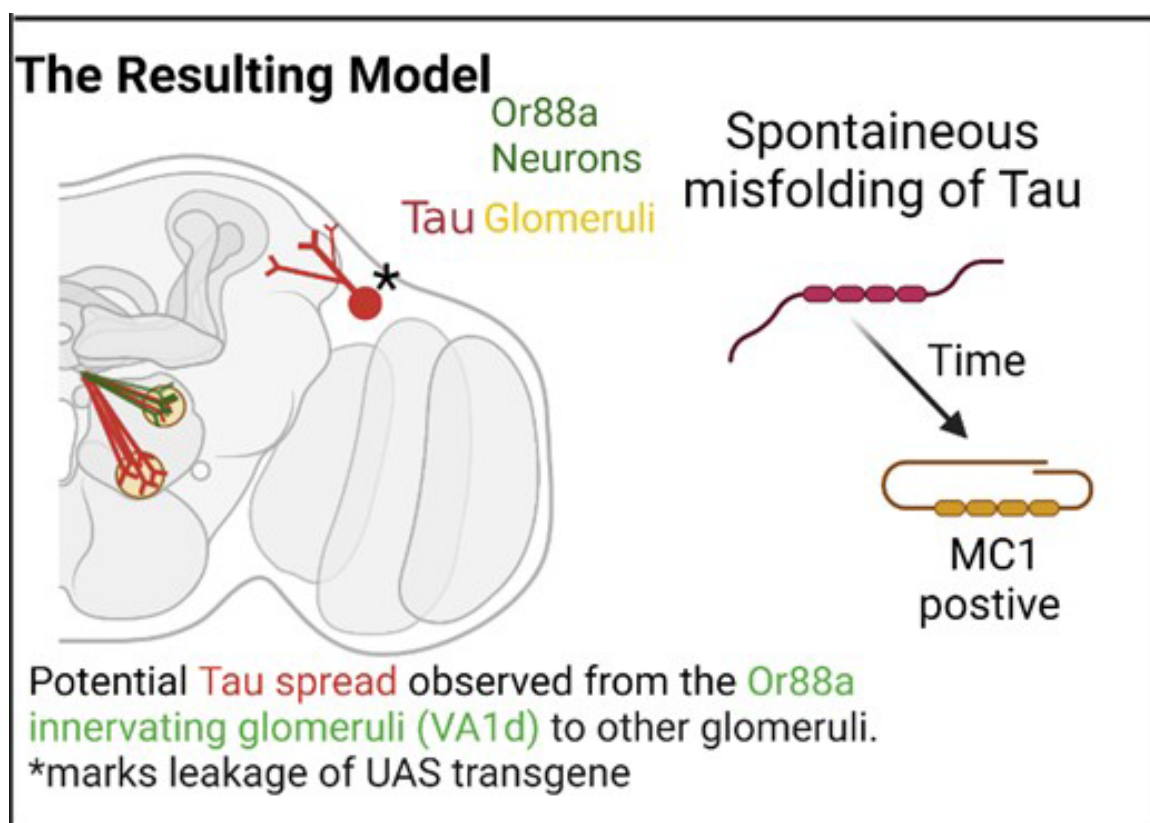 The Resulting Model
Or88a
Neurons
Tau Glomeruli
*
Spontaineous
misfolding of Tau
Time
MC1
postive
Potential Tau spread observed from the Or88a
innervating glomeruli (VA1d) to other glomeruli.
*marks leakage of UAS transgene